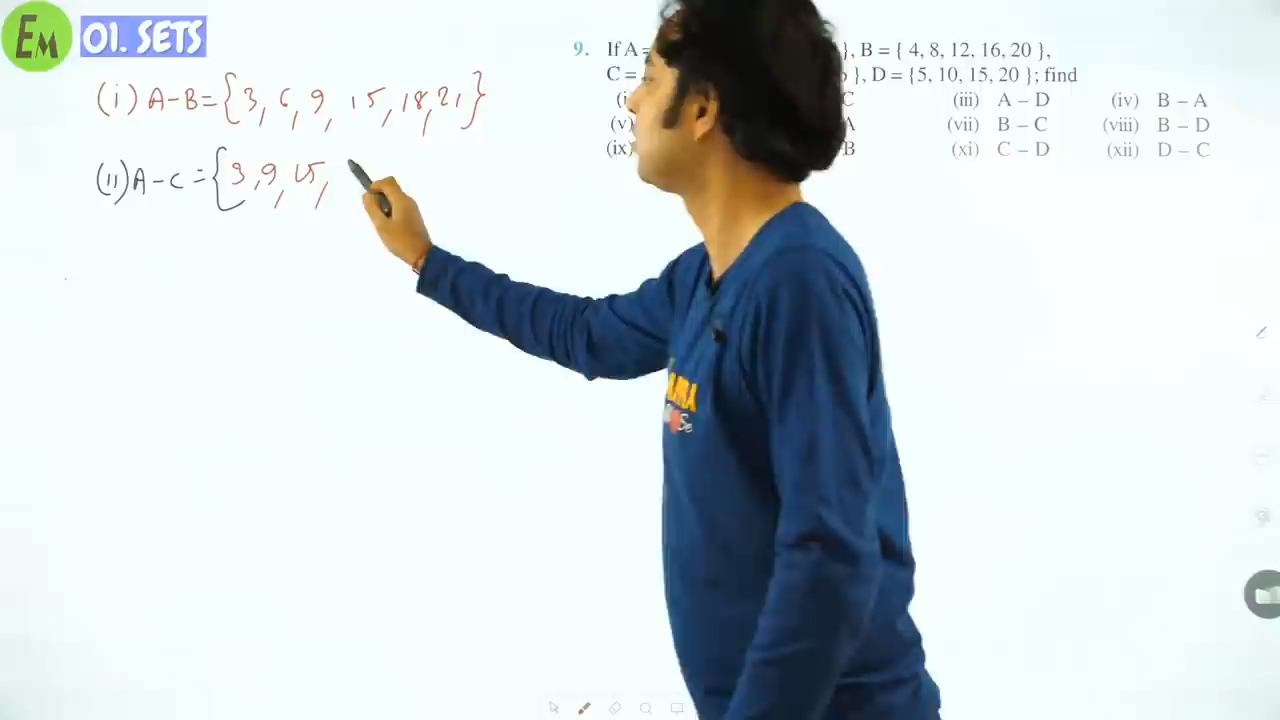 EM 01. SETS
(i) A-B = {3, 6, 9, 15, 18, 21}
(ii) A-C = {3, 9, 15,
9. If A = }, B = { 4, 8, 12, 16, 20 },
C = }, D = {5, 10, 15, 20 }; find
(i C (iii) A – D (iv) B – A
(v) A (vii) B – C (viii) B – D
(ix B (xi) C – D (xii) D – C